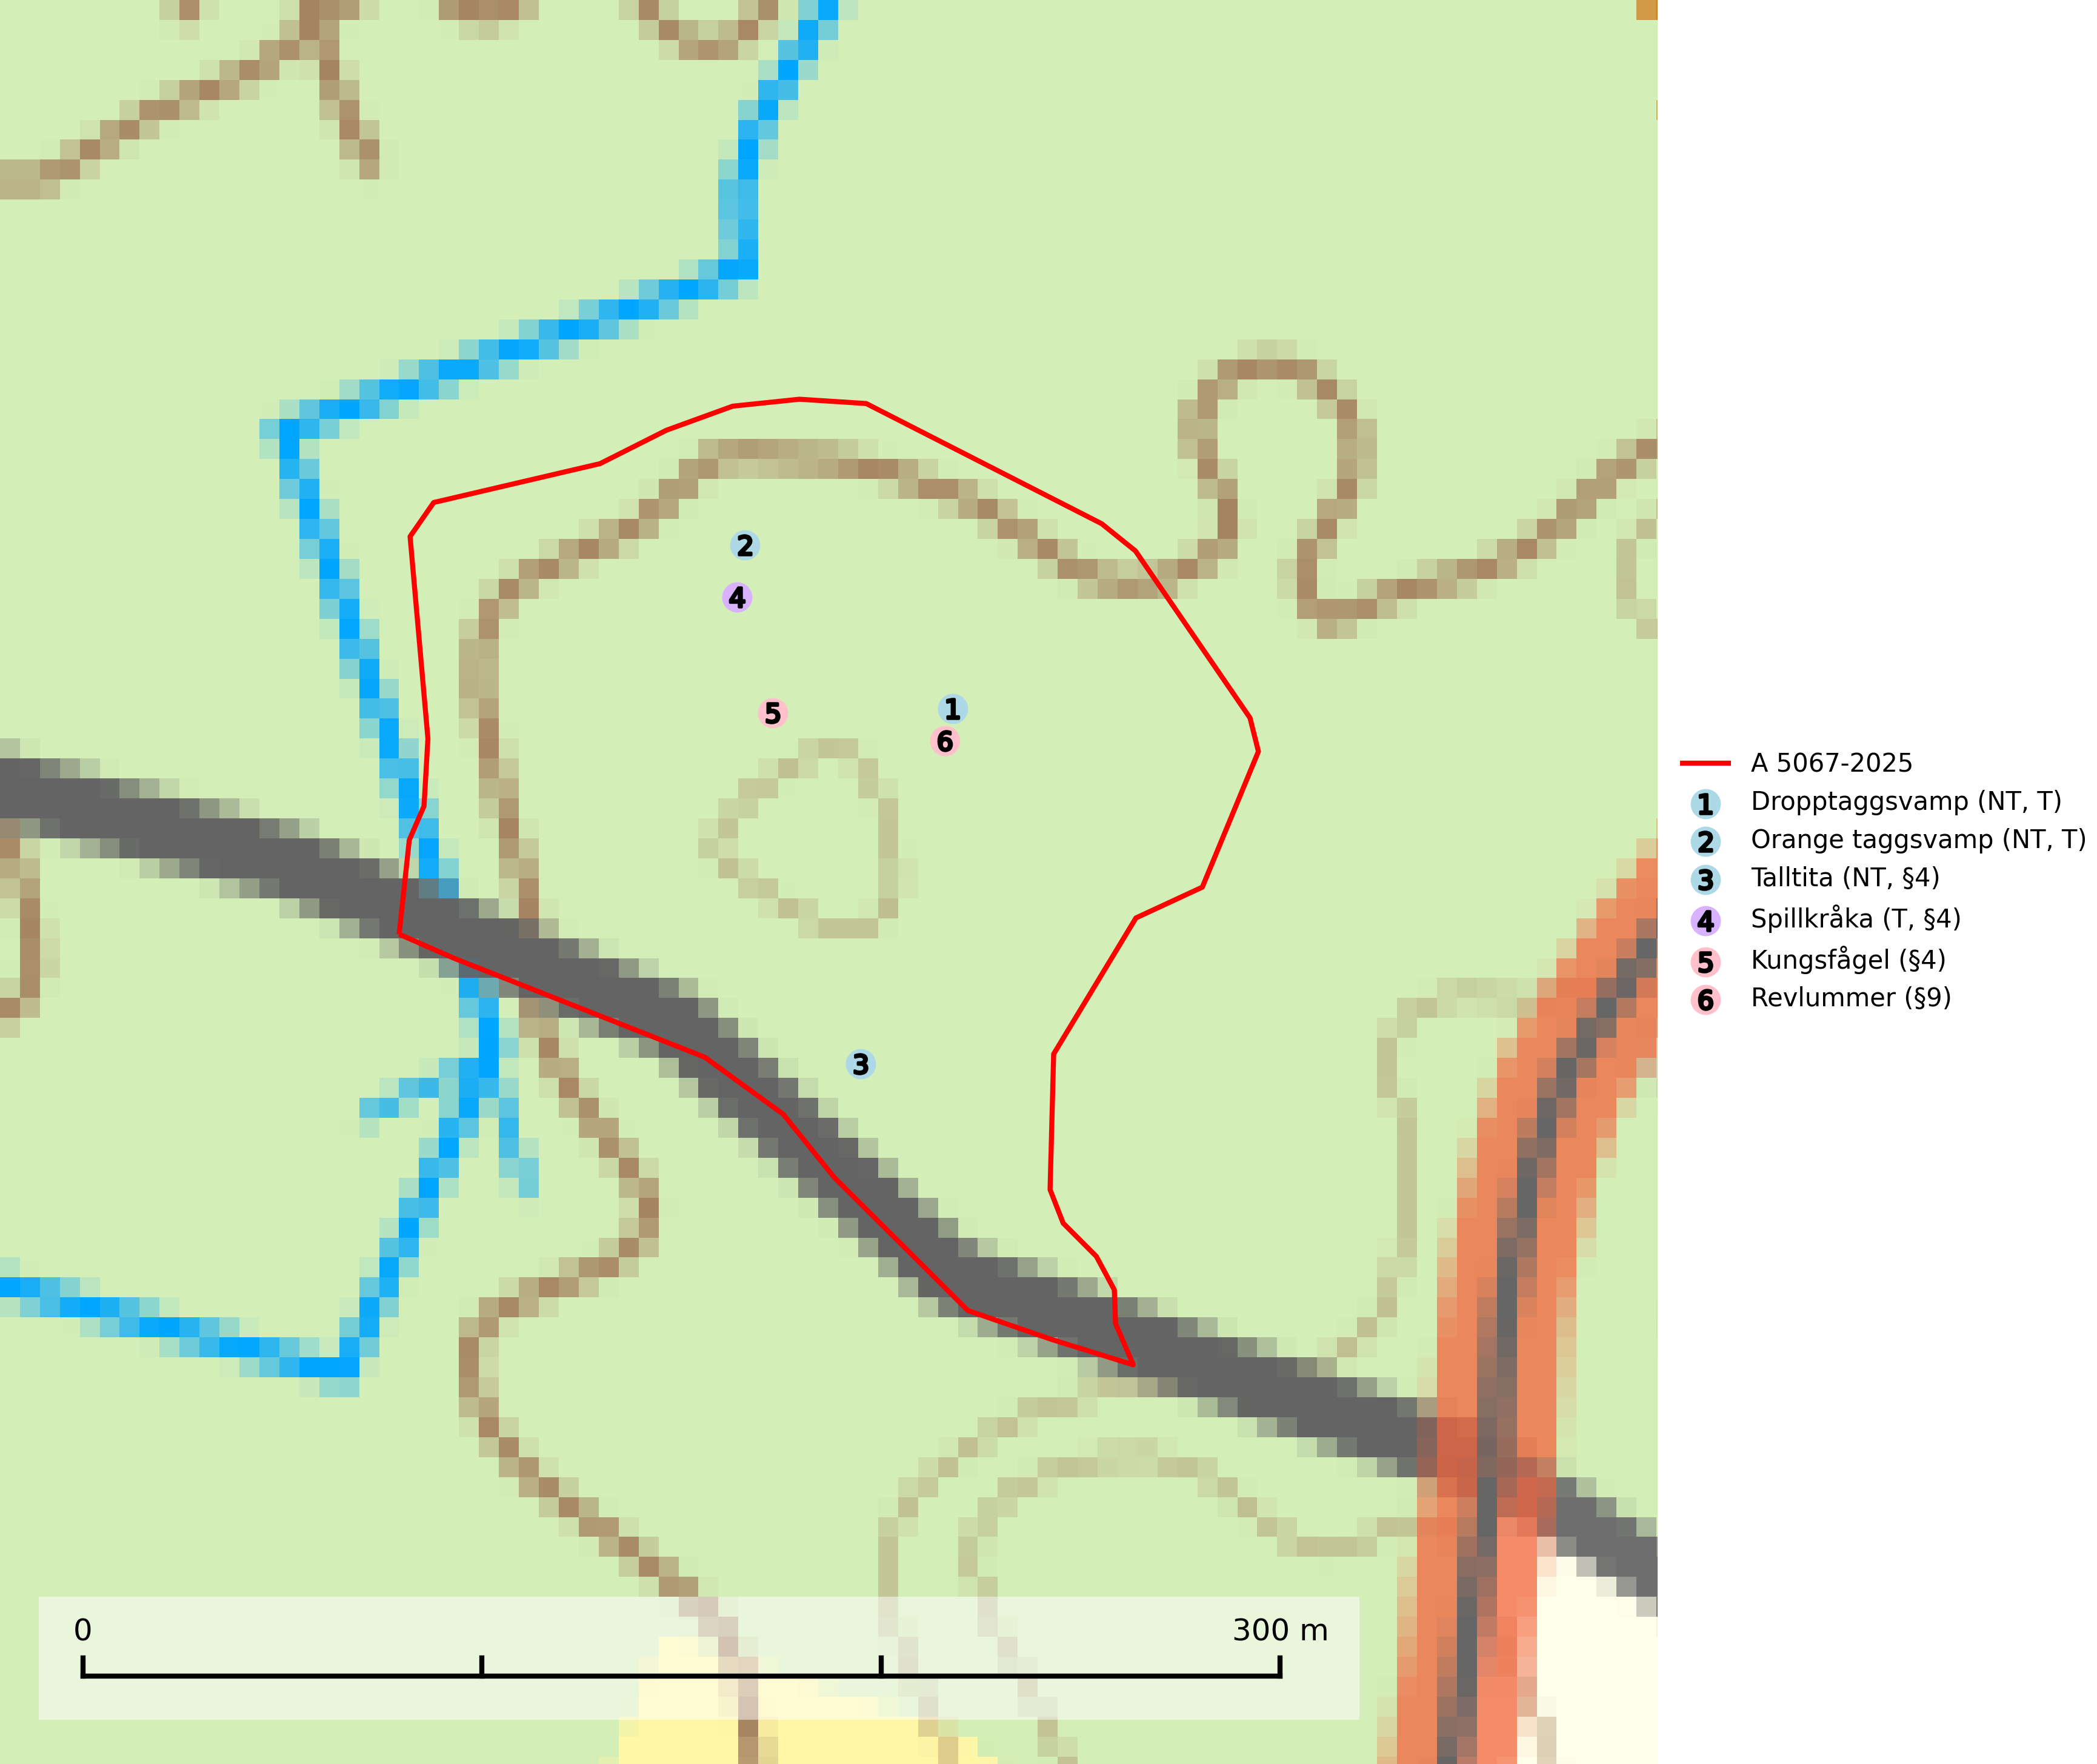 2
4
5
1
6
3
A 5067-2025
1 Dropptaggsvamp (NT, T)
2 Orange taggsvamp (NT, T)
3 Talltita (NT, §4)
4 Spillkråka (T, §4)
5 Kungsfågel (§4)
6 Revlummer (§9)
0 300 m